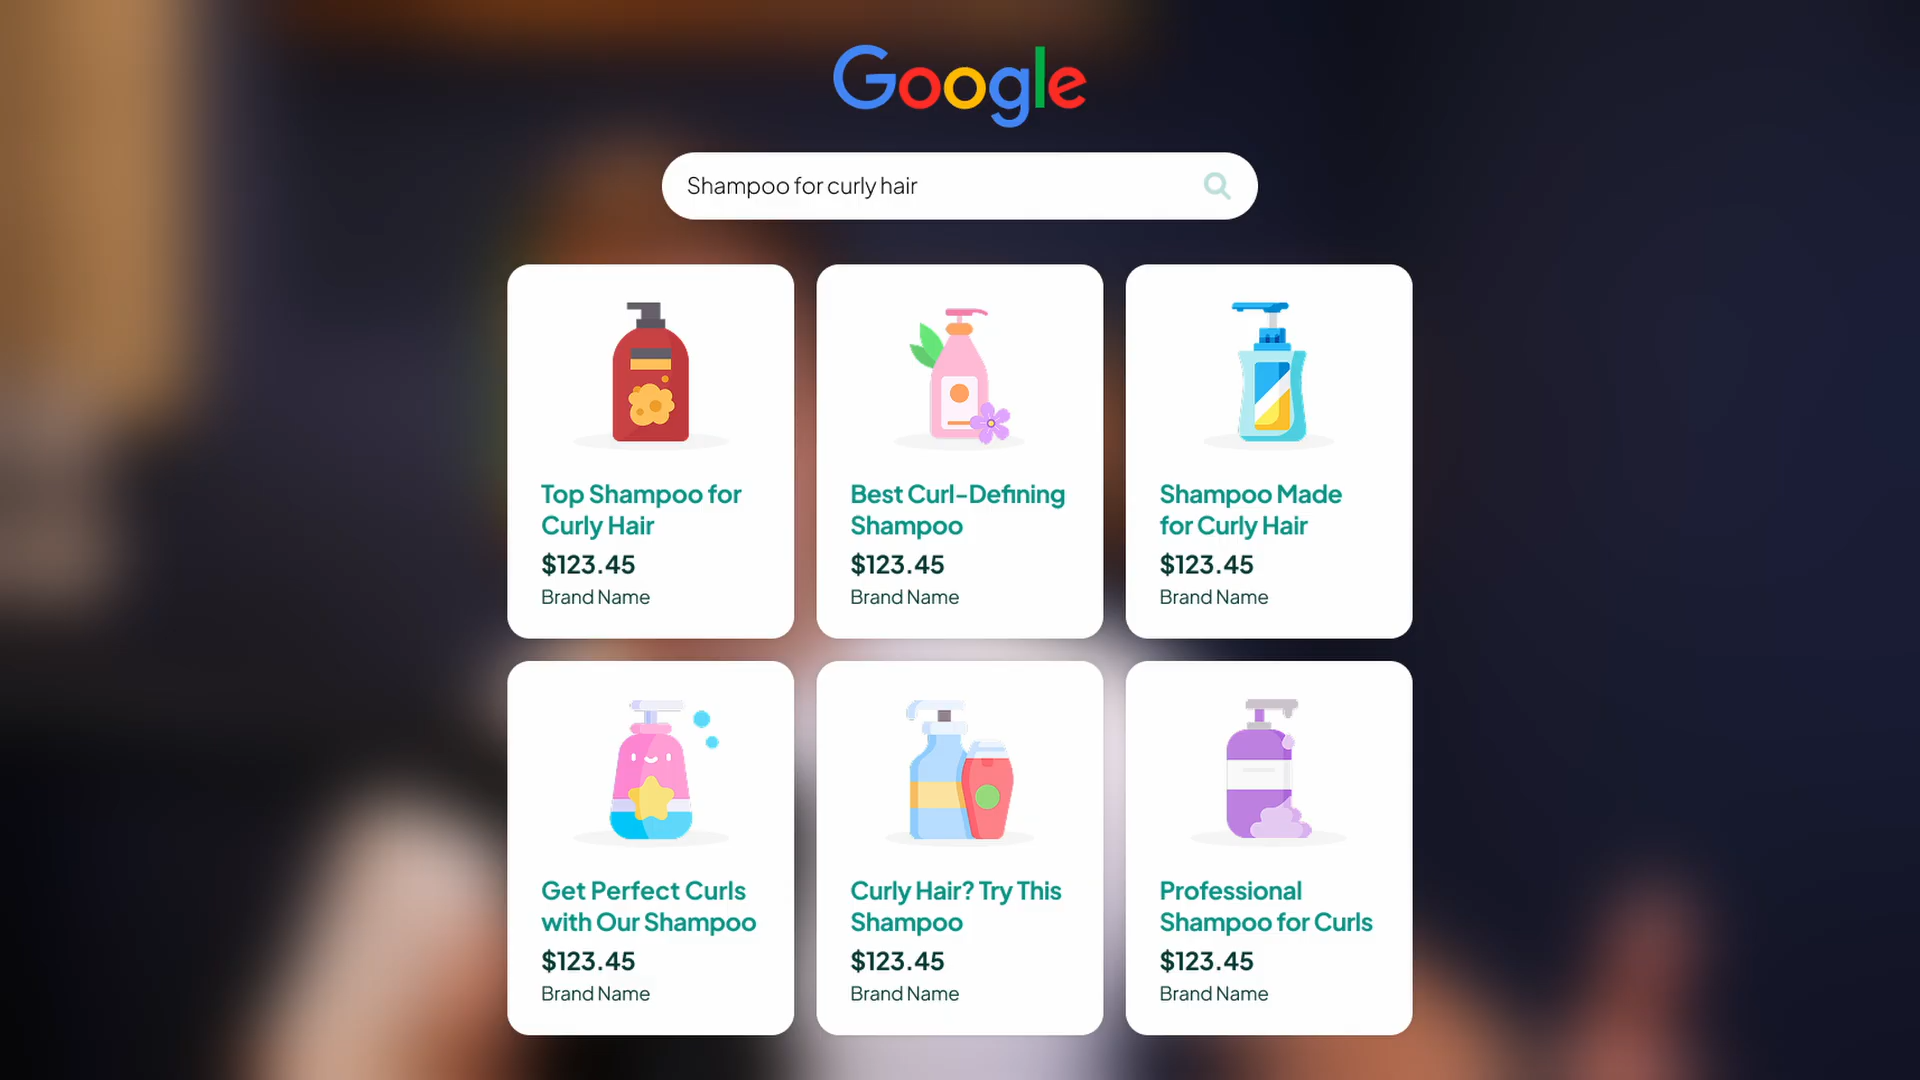 Google
Shampoo for curly hair
Top Shampoo for
Curly Hair
$123.45
Brand Name
Best Curl-Defining
Shampoo
$123.45
Brand Name
Shampoo Made
for Curly Hair
$123.45
Brand Name
Get Perfect Curls
with Our Shampoo
$123.45
Brand Name
Curly Hair? Try This
Shampoo
$123.45
Brand Name
Professional
Shampoo for Curls
$123.45
Brand Name